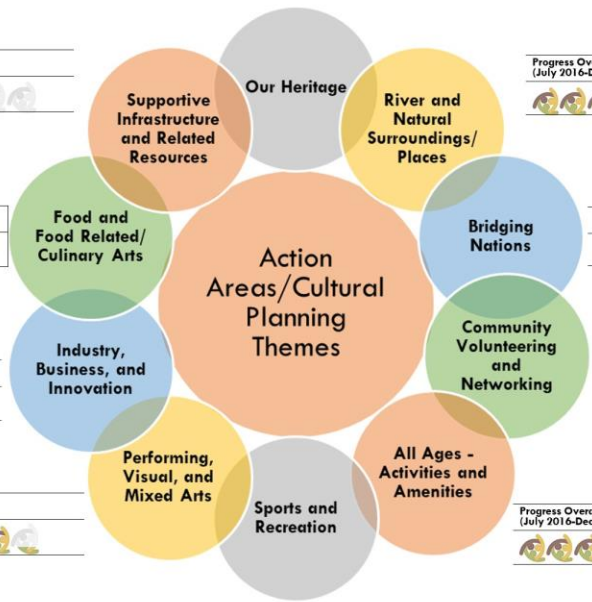 Our Heritage
Progress Ov
(July 2016-D
Supportive
Infrastructure
and Related
Resources
River and
Natural
Surroundings/
Places
Food and
Food Related/
Culinary Arts
Bridging
Nations
Action
Areas/Cultural
Planning
Themes
Industry,
Business, and
Innovation
Community
Volunteering
and
Networking
Performing,
Visual, and
Mixed Arts
All Ages -
Activities and
Amenities
Sports and
Recreation
Progress Overa
(July 2016-Dec